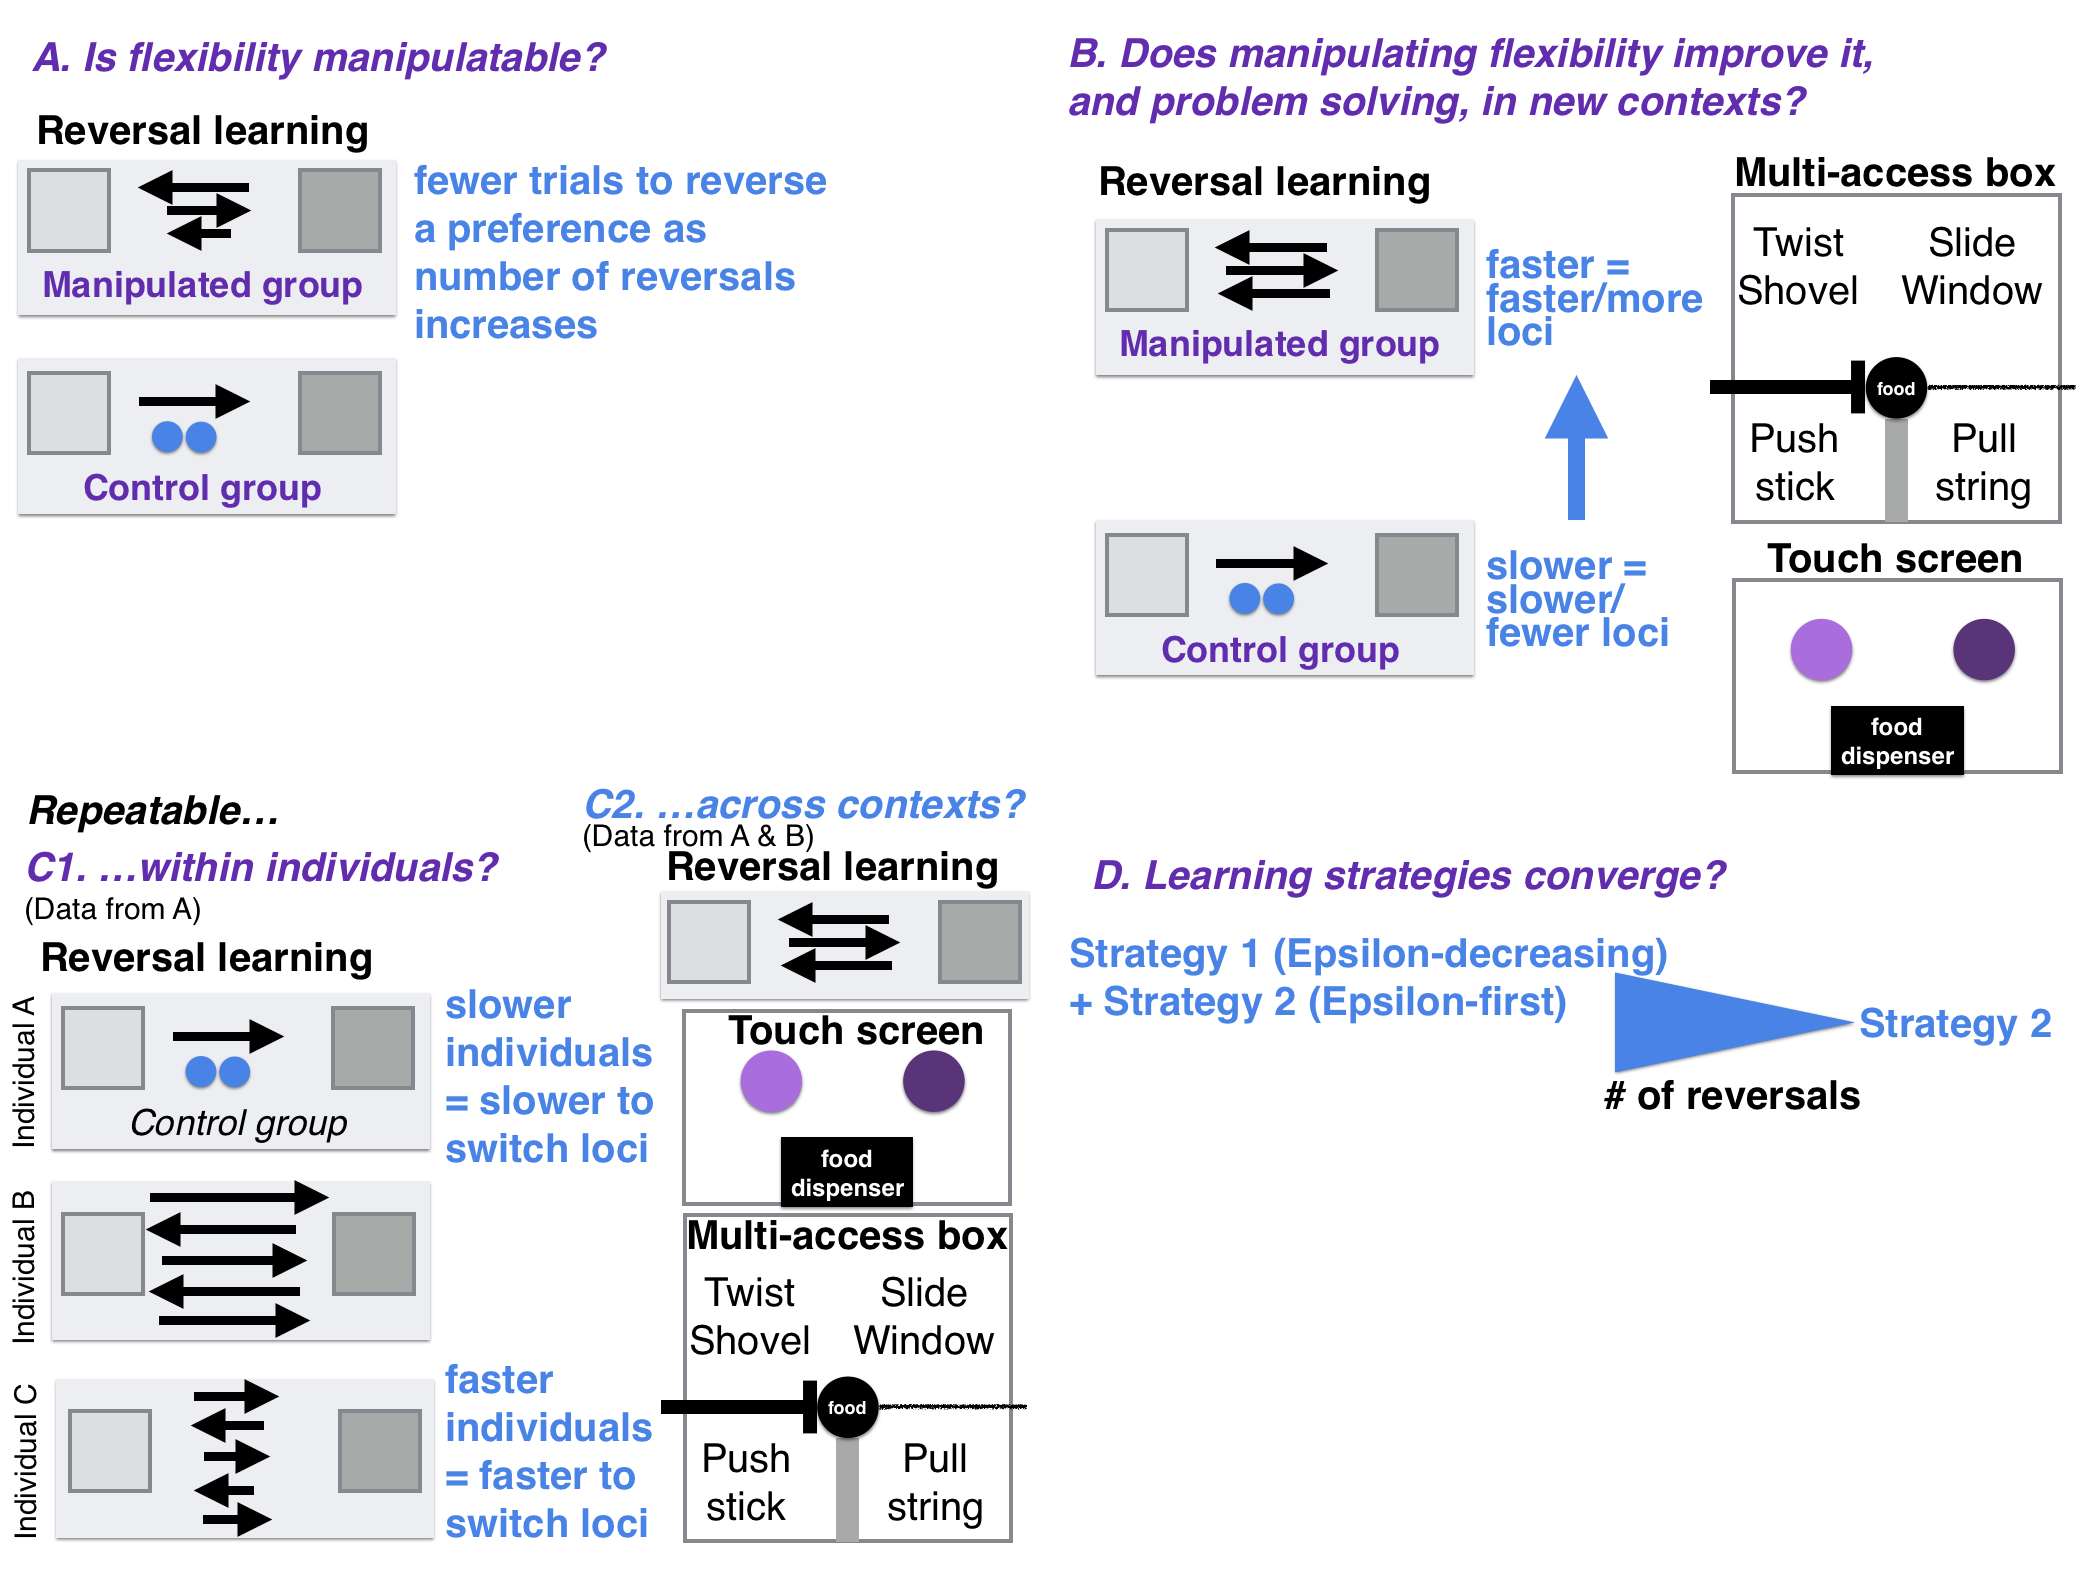 A. Is flexibility manipulatable?
Reversal learning
Manipulated group
fewer trials to reverse
a preference as
number of reversals
increases
Control group
B. Does manipulating flexibility improve it,
and problem solving, in new contexts?
Reversal learning
Manipulated group
faster =
faster/more
loci
Control group
slower =
slower/
fewer loci
Multi-access box
Twist
Shovel
Slide
Window
food
Push
stick
Pull
string
Touch screen
food
dispenser
Repeatable...
C1. ...within individuals?
(Data from A)
Reversal learning
Individual A
Control group
slower
individuals
= slower to
switch loci
Individual B
Individual C
faster
individuals
= faster to
switch loci
C2. ...across contexts?
(Data from A & B)
Reversal learning
Touch screen
food
dispenser
Multi-access box
Twist
Shovel
Slide
Window
food
Push
stick
Pull
string
D. Learning strategies converge?
Strategy 1 (Epsilon-decreasing)
+ Strategy 2 (Epsilon-first)
Strategy 2
# of reversals